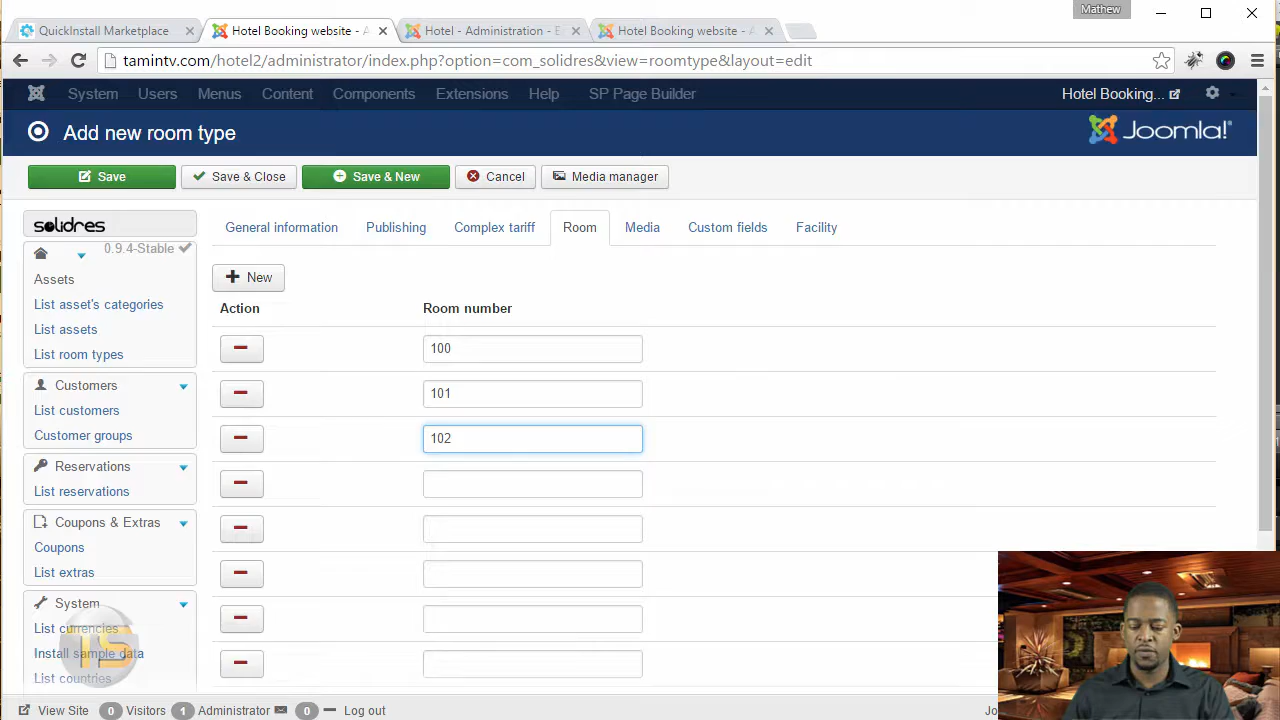 Mathew
QuickInstall Marketplace
Hotel Booking website - A
Hotel - Administration - E
Hotel Booking website - A
tamintv.com/hotel2/administrator/index.php?option=com_solidres&view=roomtype&layout=edit
System Users Menus Content Components Extensions Help SP Page Builder Hotel Booking...
Add new room type
Joomla!
Save Save & Close Save & New Cancel Media manager
solidres
0.9.4-Stable
General information Publishing Complex tariff Room Media Custom fields Facility
Assets
List asset's categories
List assets
List room types
Customers
List customers
Customer groups
Reservations
List reservations
Coupons & Extras
Coupons
List extras
System
List currencies
Install sample data
List countries
New
Action Room number
100
101
102
TS
View Site 0 Visitors 1 Administrator 0 Log out
Jo